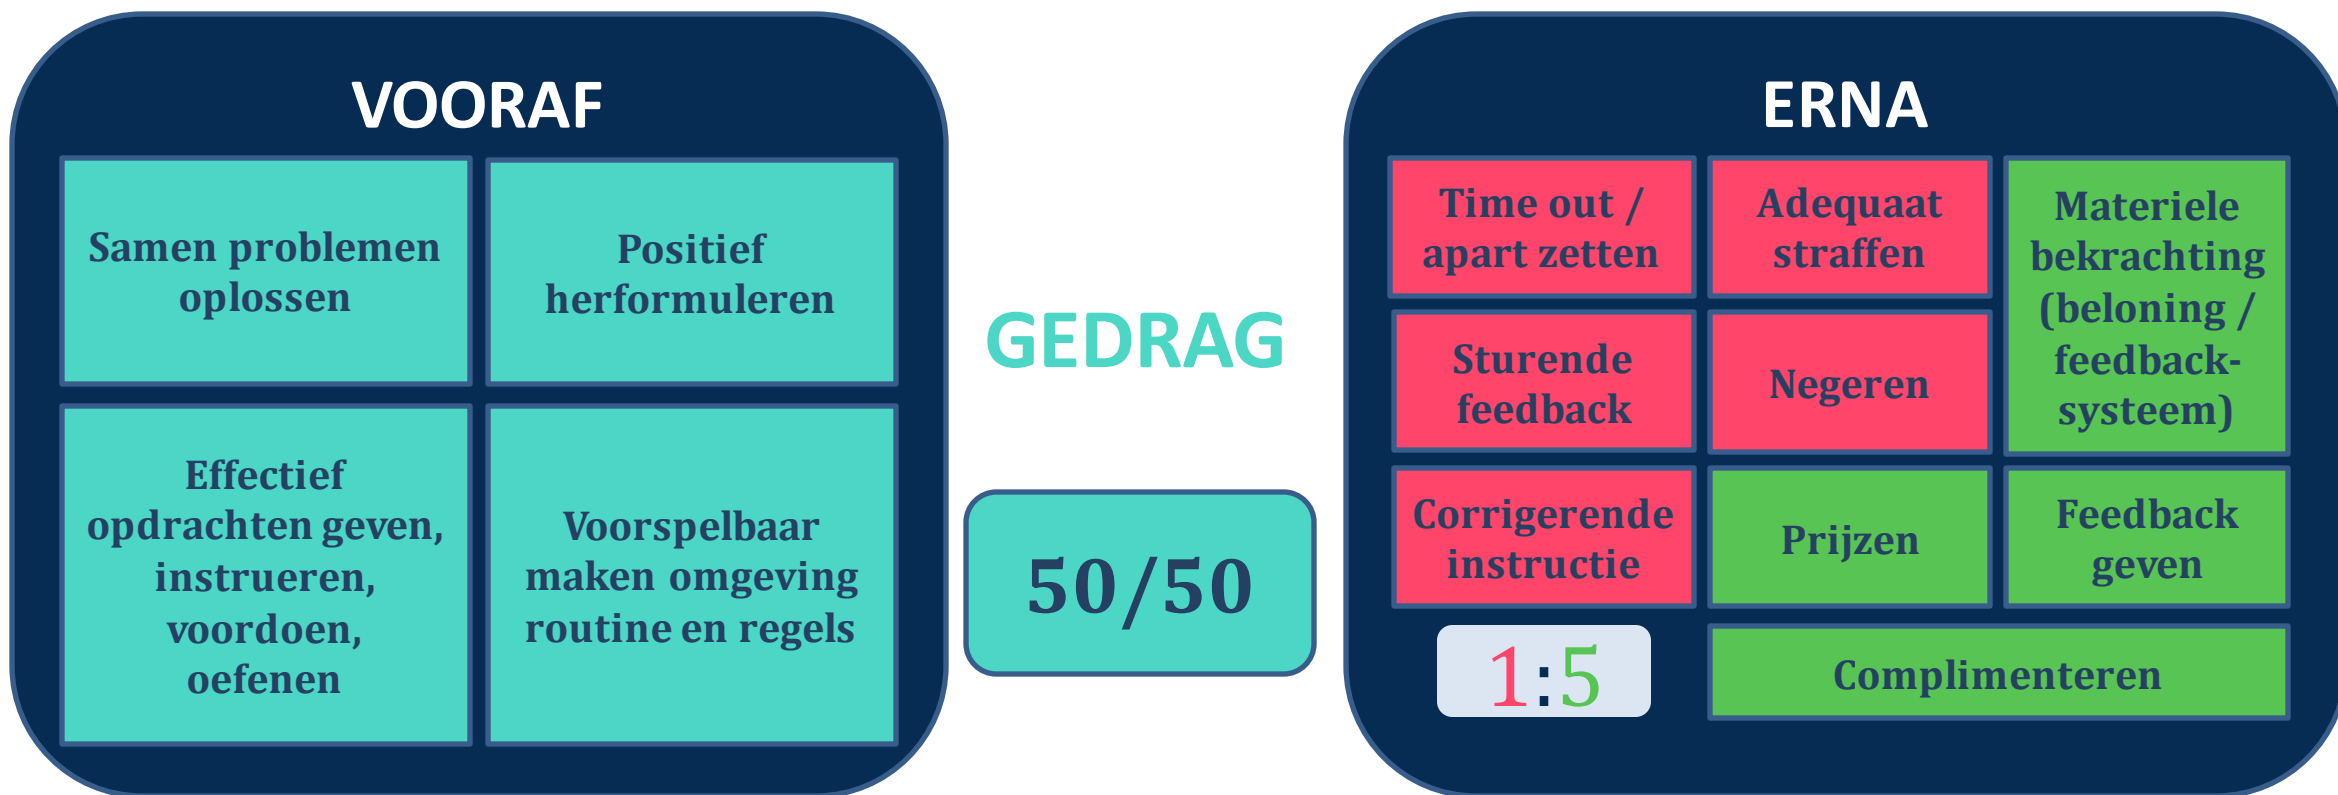 VOORAF
Samen problemen
oplossen
Positief
herformuleren
Effectief
opdrachten geven,
instrueren,
voordoen,
oefenen
Voorspelbaar
maken omgeving
routine en regels
GEDRAG
50/50
ERNA
Time out /
apart zetten
Adequaat
straffen
Materiele
bekrachting
(beloning /
feedback-
systeem)
Sturende
feedback
Negeren
Corrigerende
instructie
Prijzen
Feedback
geven
1:5
Complimenteren